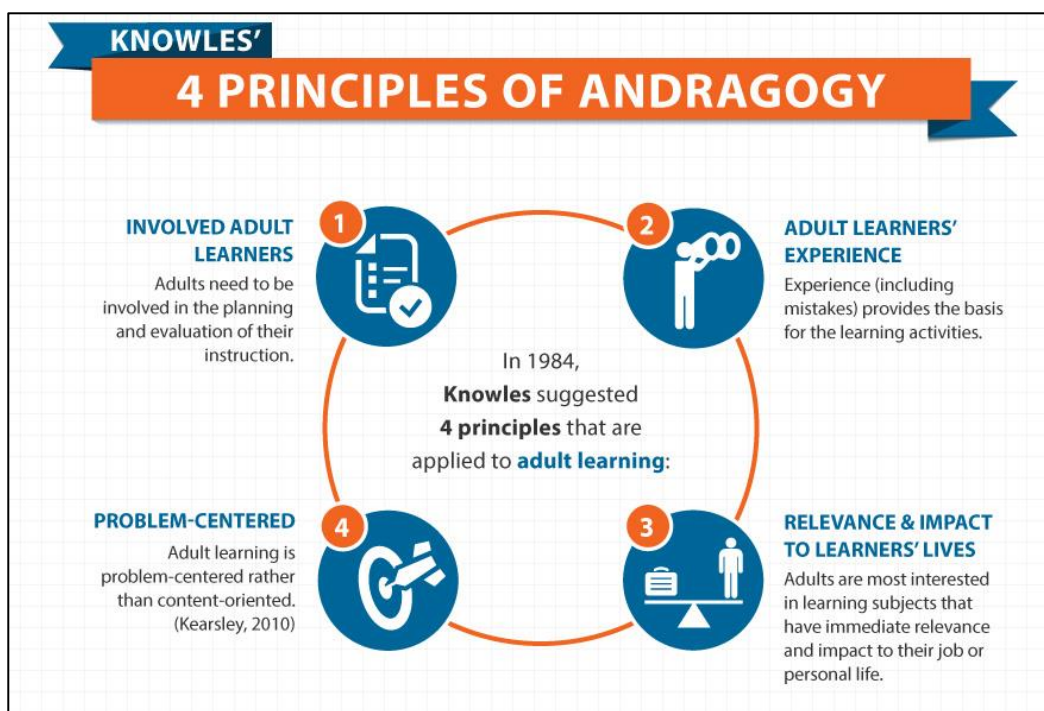 KNOWLES'
4 PRINCIPLES OF ANDRAGOGY
1
INVOLVED ADULT
LEARNERS
Adults need to be
involved in the planning
and evaluation of their
instruction.
2
ADULT LEARNERS'
EXPERIENCE
Experience (including
mistakes) provides the basis
for the learning activities.
In 1984,
Knowles suggested
4 principles that are
applied to adult learning:
PROBLEM-CENTERED
4
Adult learning is
problem-centered rather
than content-oriented.
(Kearsley, 2010)
3
RELEVANCE & IMPACT
TO LEARNERS' LIVES
Adults are most interested
in learning subjects that
have immediate relevance
and impact to their job or
personal life.